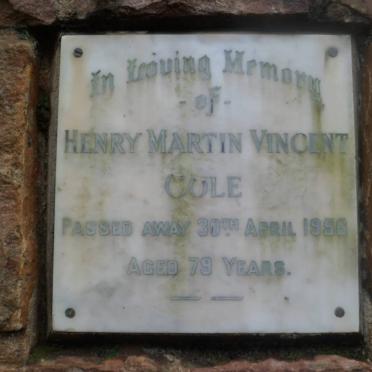 In Loving Memory
- of -
HENRY MARTIN VINCENT
COLE
PASSED AWAY 30TH APRIL 1956
AGED 79 YEARS.